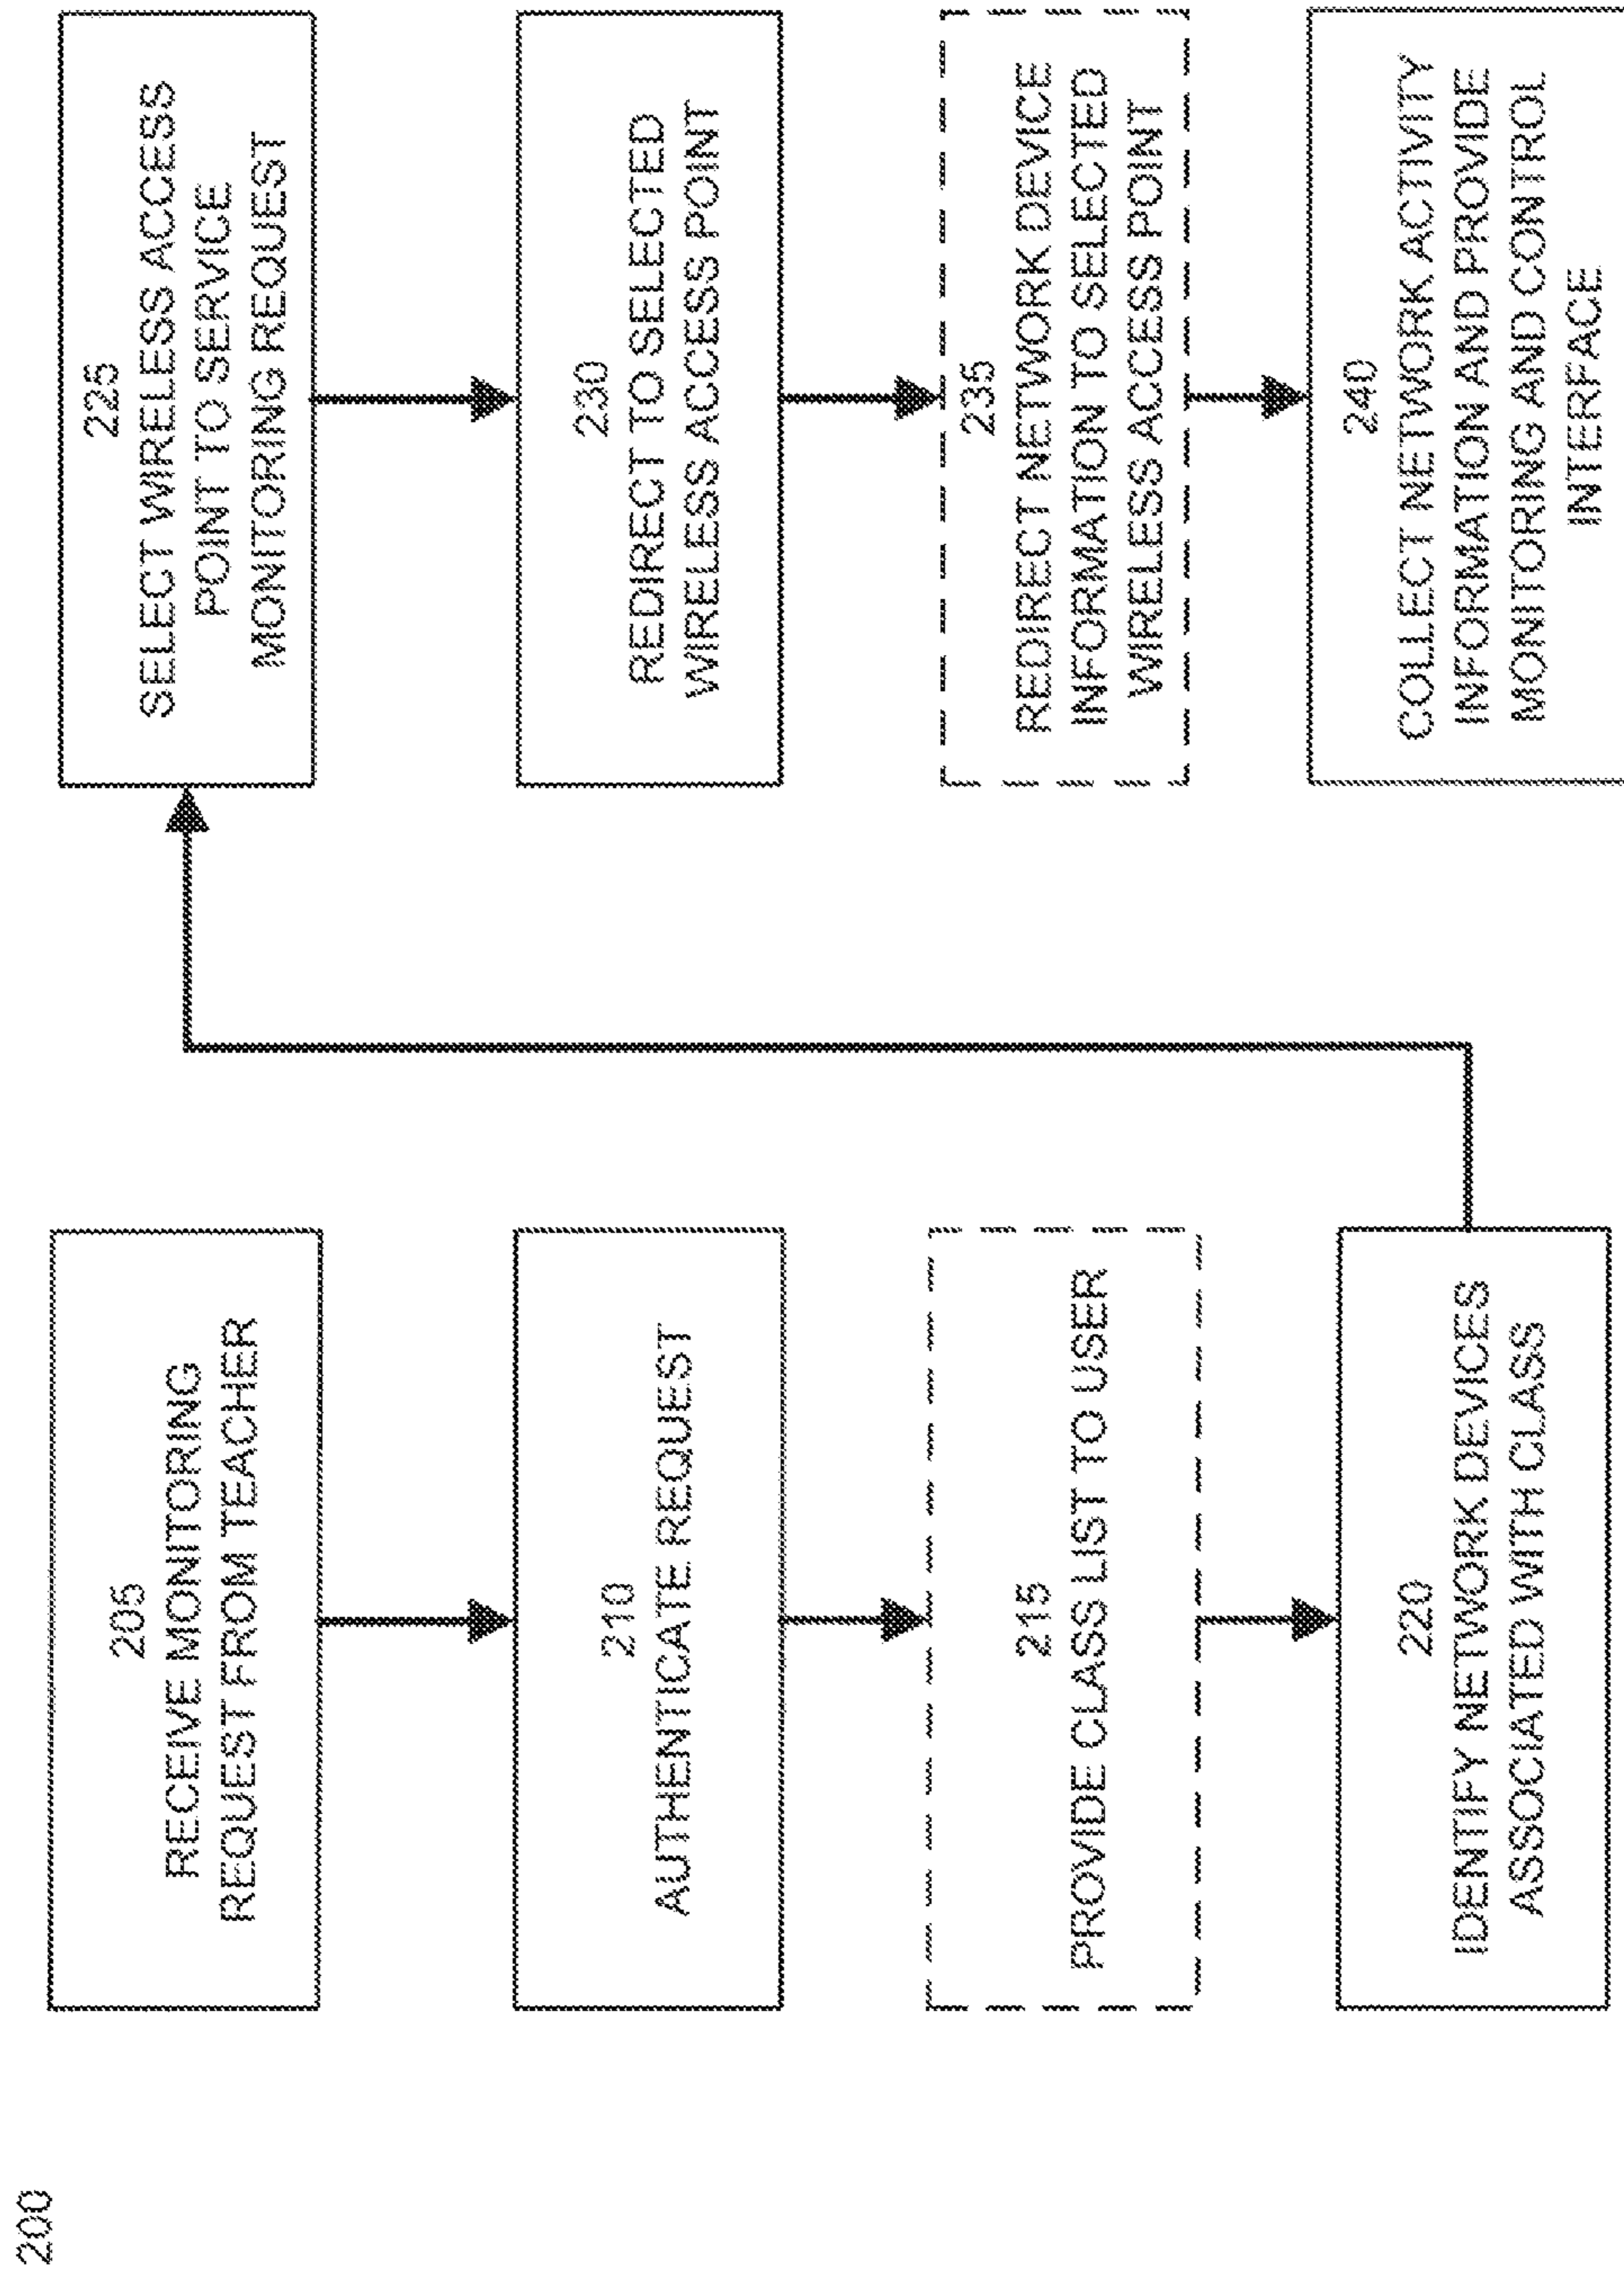 200
205
RECEIVE MONITORING
REQUEST FROM TEACHER
210
AUTHENTICATE REQUEST
215
PROVIDE CLASS LIST TO USER
220
IDENTIFY NETWORK DEVICES
ASSOCIATED WITH CLASS
225
SELECT WIRELESS ACCESS
POINT TO SERVICE
MONITORING REQUEST
230
REDIRECT TO SELECTED
WIRELESS ACCESS POINT
235
REDIRECT NETWORK DEVICE
INFORMATION TO SELECTED
WIRELESS ACCESS POINT
240
COLLECT NETWORK ACTIVITY
INFORMATION AND PROVIDE
MONITORING AND CONTROL
INTERFACE